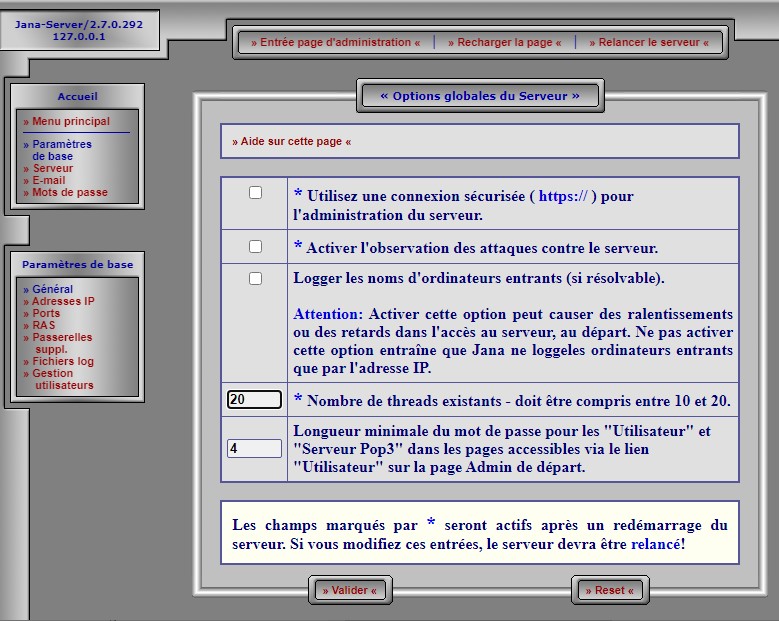 Jana-Server/2.7.0.292
127.0.0.1
» Entrée page d'administration « | » Recharger la page « | » Relancer le serveur «
Accueil
» Menu principal
» Paramètres
de base
» Serveur
» E-mail
» Mots de passe
Paramètres de base
» Général
» Adresses IP
» Ports
» RAS
» Passerelles
suppl.
» Fichiers log
» Gestion
utilisateurs
« Options globales du Serveur »
» Aide sur cette page «
* Utilisez une connexion sécurisée ( https:// ) pour
l'administration du serveur.
* Activer l'observation des attaques contre le serveur.
Logger les noms d'ordinateurs entrants (si résolvable).
Attention: Activer cette option peut causer des ralentissements
ou des retards dans l'accès au serveur, au départ. Ne pas activer
cette option entraîne que Jana ne loggeles ordinateurs entrants
que par l'adresse IP.
20 * Nombre de threads existants - doit être compris entre 10 et 20.
Longueur minimale du mot de passe pour les "Utilisateur" et
4 "Serveur Pop3" dans les pages accessibles via le lien
"Utilisateur" sur la page Admin de départ.
Les champs marqués par * seront actifs après un redémarrage du
serveur. Si vous modifiez ces entrées, le serveur devra être relancé!
» Valider « » Reset «